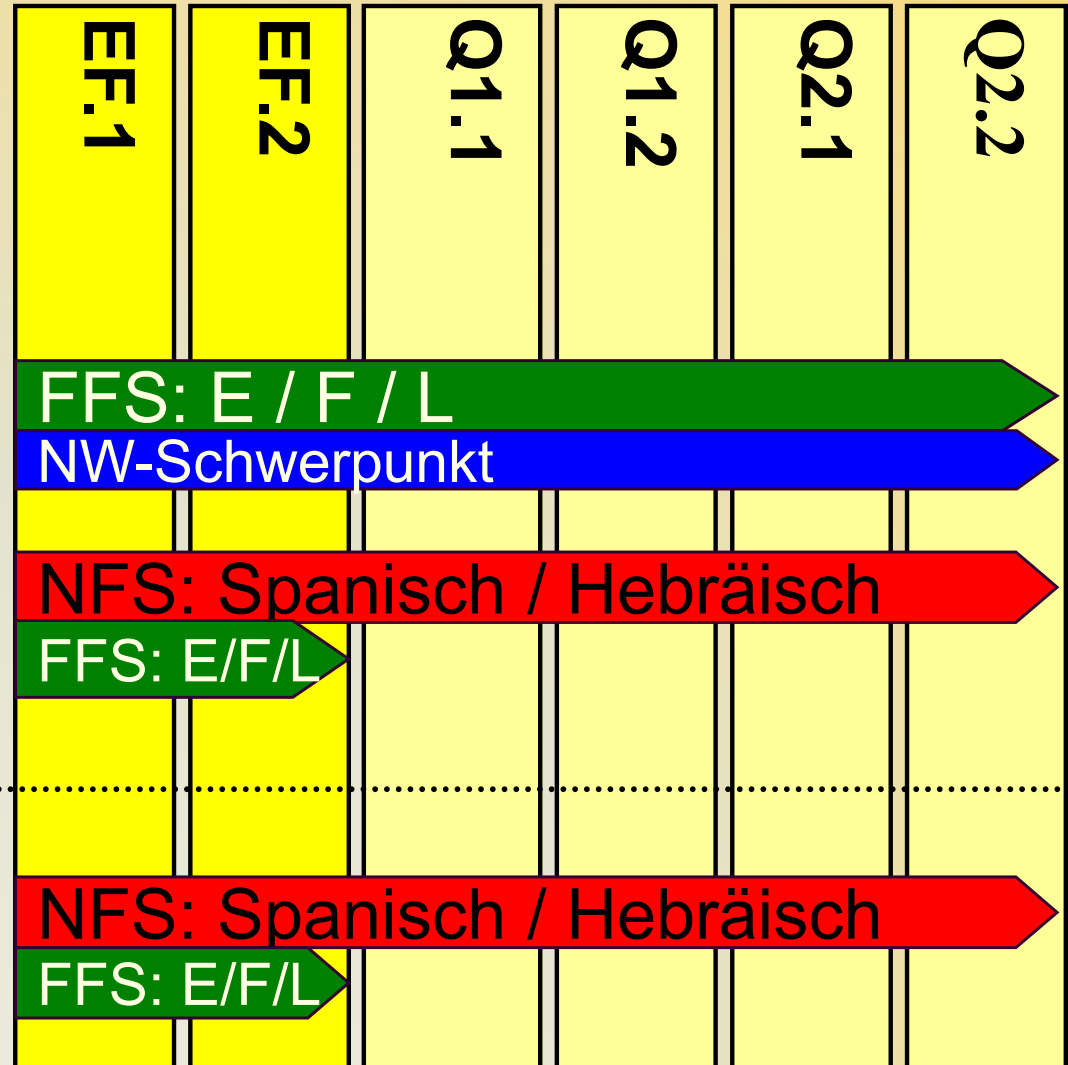 EF.1
EF.2
Q1.1
Q1.2
Q2.1
Q2.2
FFS: E / F / L
NW-Schwerpunkt
NFS: Spanisch / Hebräisch
FFS: E/F/L
NFS: Spanisch / Hebräisch
FFS: E/F/L